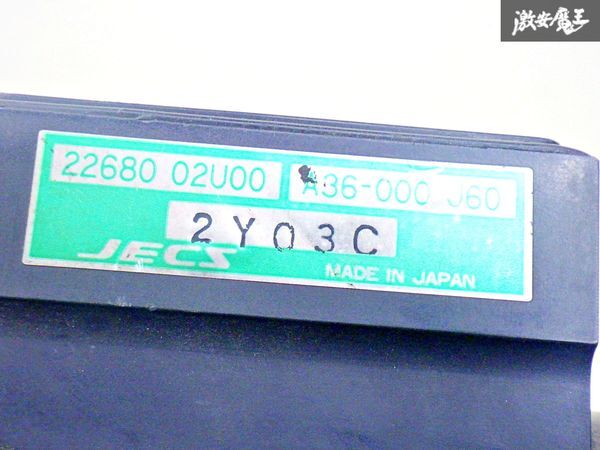 激安魔王
22680 02U00 A36-000 J60
2Y03C
JECS MADE IN JAPAN